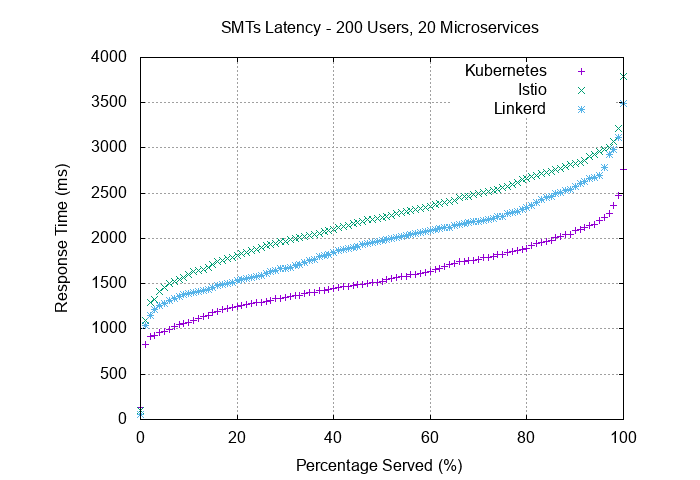 SMTs Latency - 200 Users, 20 Microservices
4000
3500
3000
2500
2000
1500
1000
500
0
Response Time (ms)
Kubernetes
Istio
Linkerd
0 20 40 60 80 100
Percentage Served (%)